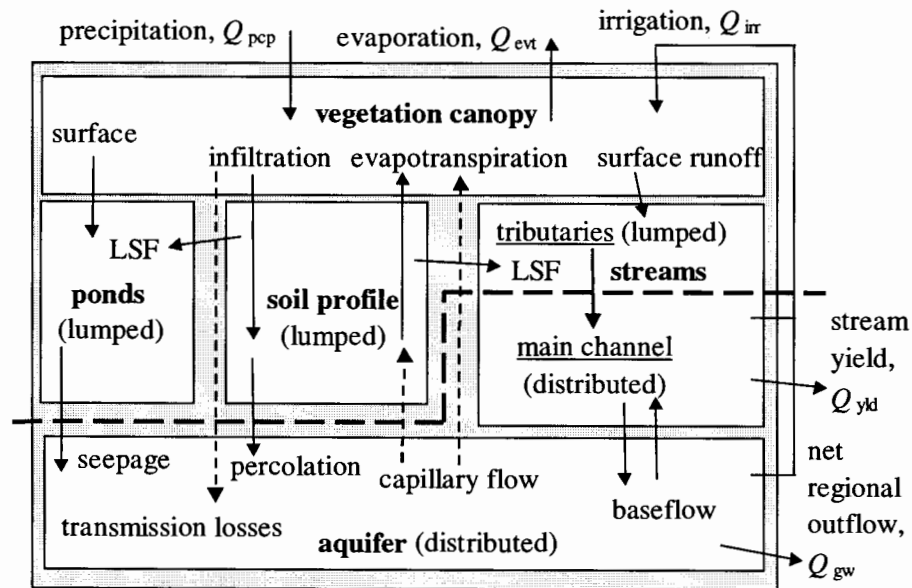 precipitation, Q pcp
evaporation, Q evt
irrigation, Q irr
vegetation canopy
surface
infiltration
evapotranspiration
surface runoff
LSF
tributaries (lumped)
LSF
streams
ponds
(lumped)
soil profile
(lumped)
main channel
(distributed)
stream
yield,
Q yld
seepage
percolation
capillary flow
baseflow
net
regional
outflow,
Q gw
transmission losses
aquifer (distributed)